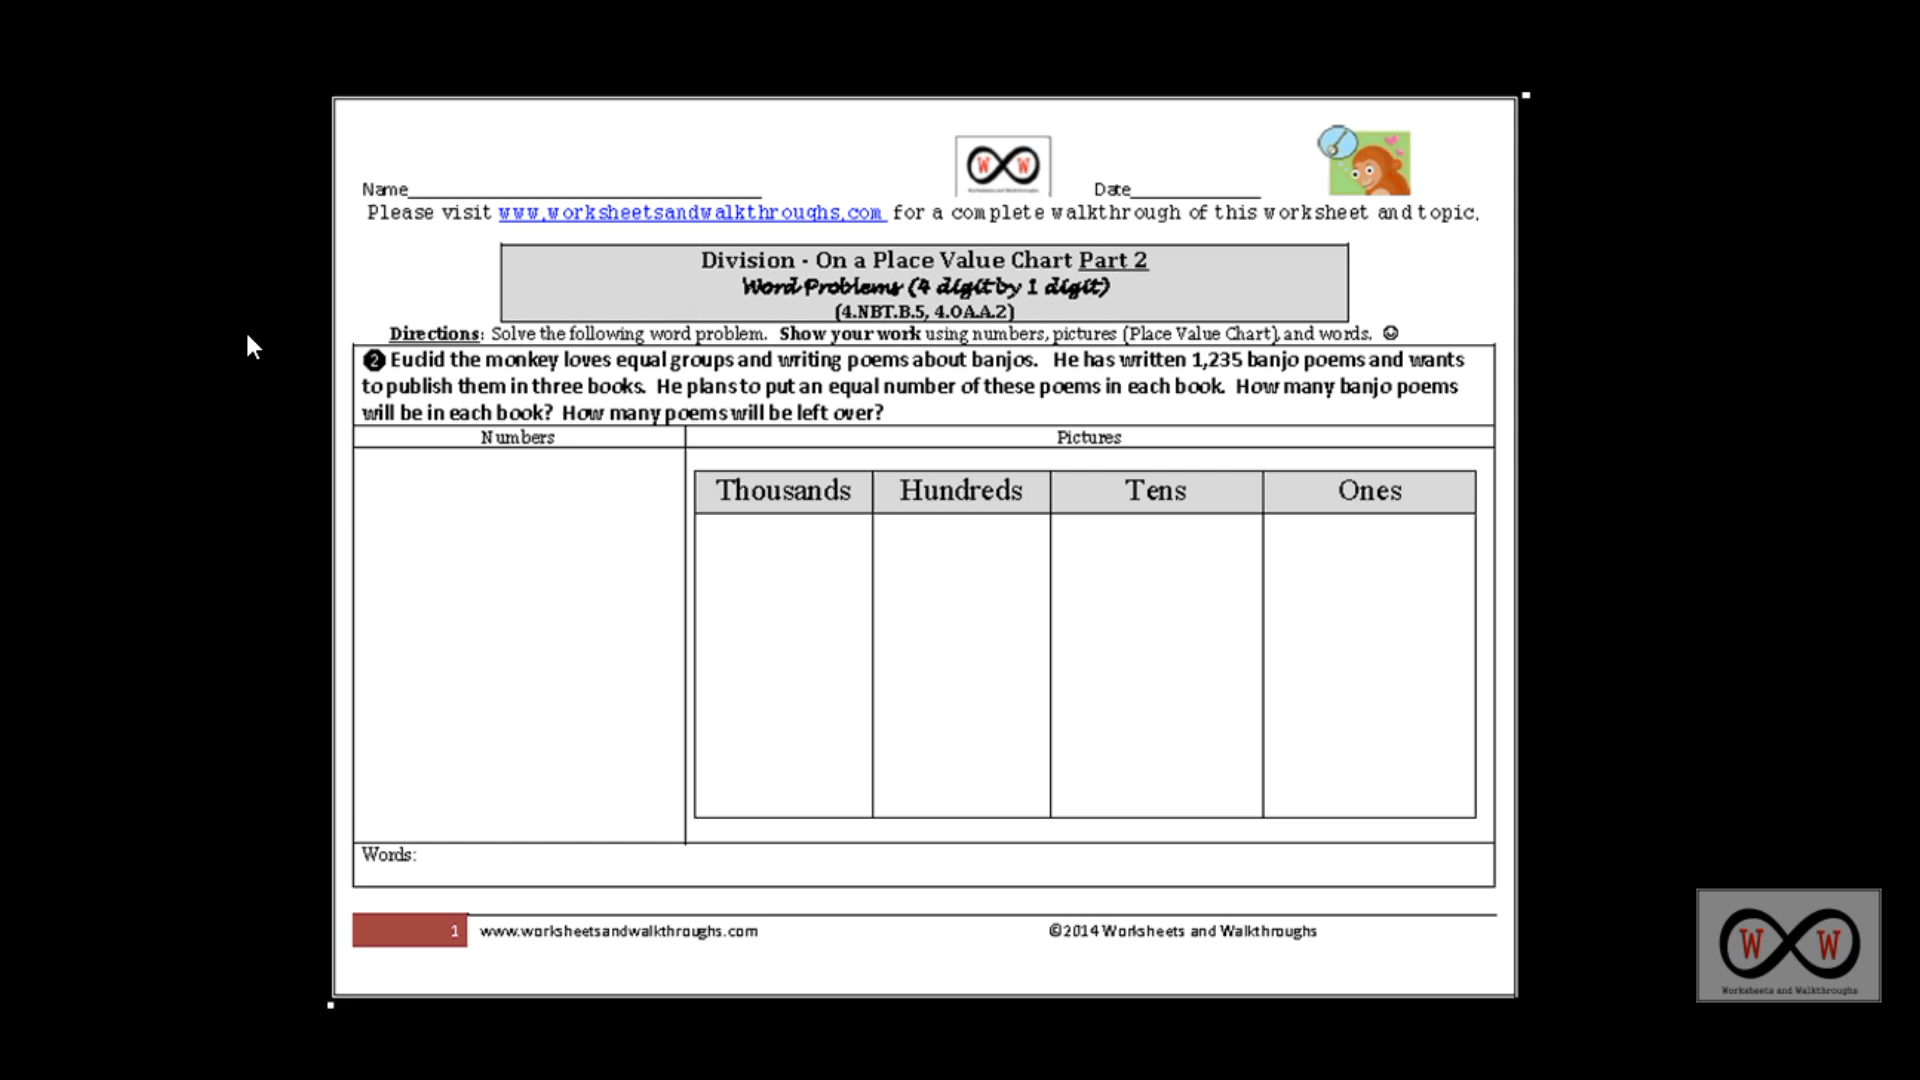 Name Date
Please visit www.worksheetsandwalkthroughs.com for a complete walkthrough of this worksheet and topic.
Division - On a Place Value Chart Part 2
Word Problems (4 digit by 1 digit)
(4.NBT.B.5, 4.OA.A.2)
Directions: Solve the following word problem. Show your work using numbers, pictures (Place Value Chart), and words. ☺
2 Euclid the monkey loves equal groups and writing poems about banjos. He has written 1,235 banjo poems and wants
to publish them in three books. He plans to put an equal number of these poems in each book. How many banjo poems
will be in each book? How many poems will be left over?
Numbers Pictures
Thousands Hundreds Tens Ones
Words:
1 www.worksheetsandwalkthroughs.com ©2014 Worksheets and Walkthroughs
W W
Worksheets and Walkthroughs